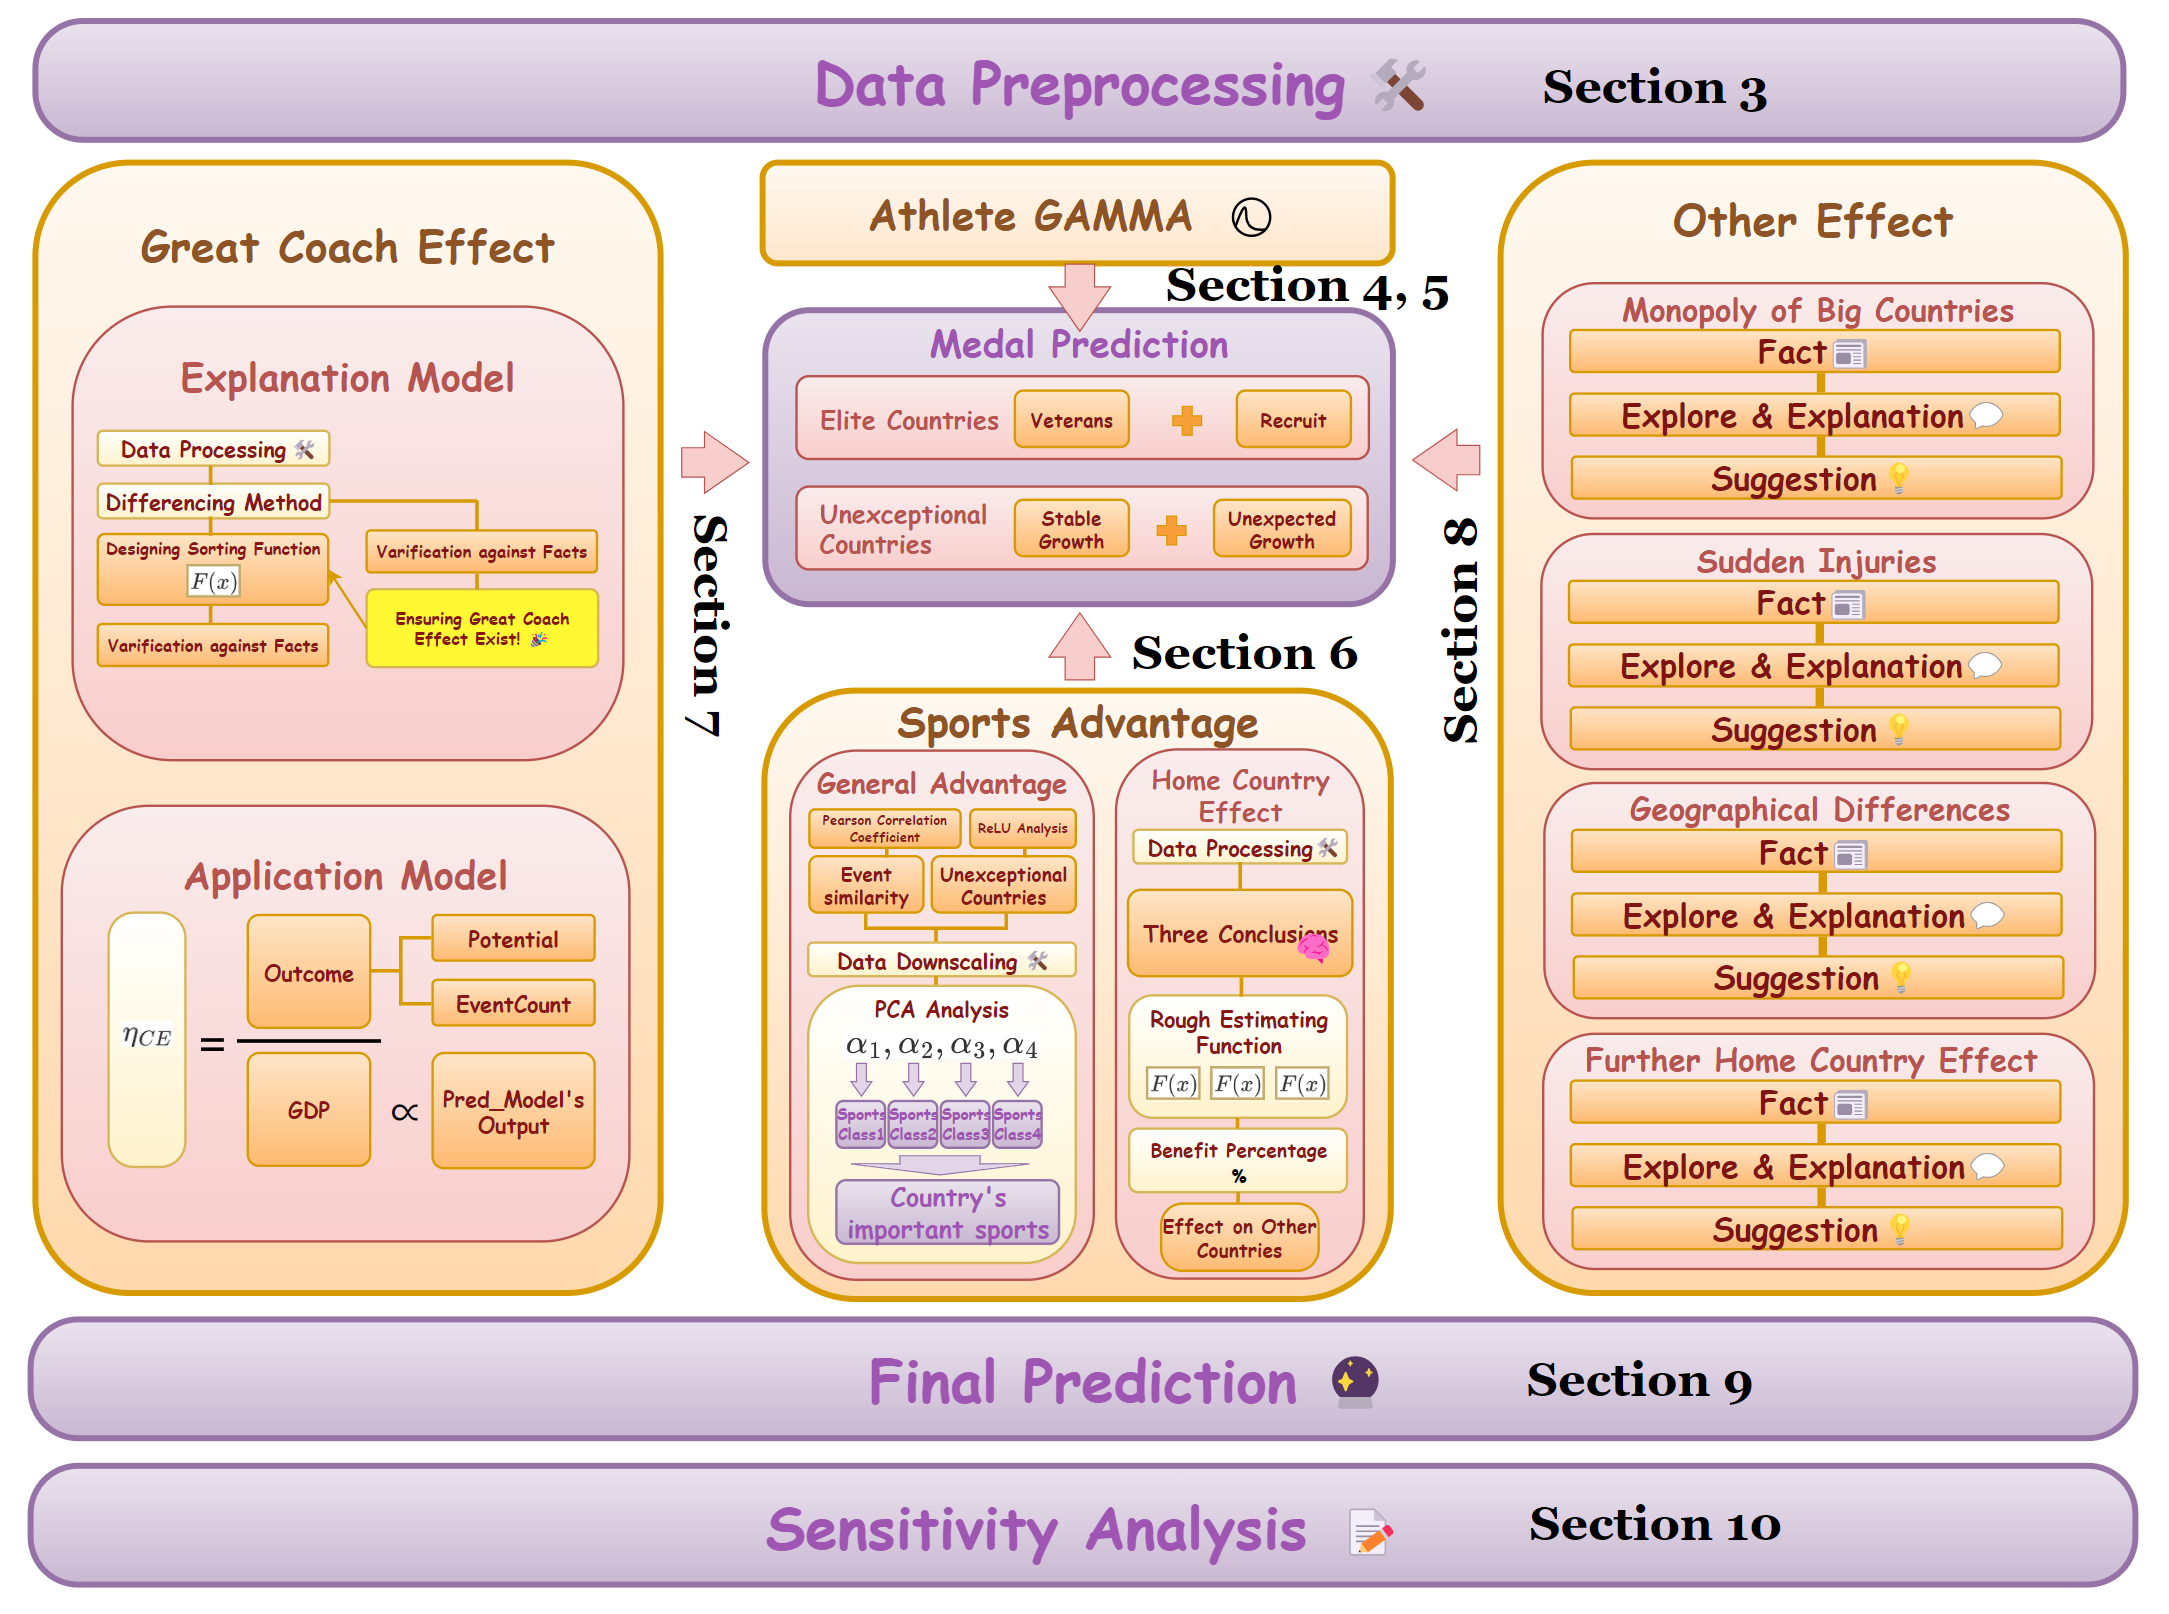 Data Preprocessing
Section 3
Great Coach Effect
Explanation Model
Data Processing
Differencing Method
Designing Sorting Function
F(x)
Varification against Facts
Varification against Facts
Ensuring Great Coach
Effect Exist!
Application Model
η_CE
=
Outcome
GDP
Potential
EventCount
∝
Pred_Model's
Output
Section 7
Athlete GAMMA
Section 4, 5
Medal Prediction
Elite Countries
Veterans
Recruit
Unexceptional
Countries
Stable
Growth
Unexpected
Growth
Section 6
Sports Advantage
General Advantage
Pearson Correlation
Coefficient
ReLU Analysis
Event
similarity
Unexceptional
Countries
Data Downscaling
PCA Analysis
α₁, α₂, α₃, α₄
Sports
Class1
Sports
Class2
Sports
Class3
Sports
Class4
Country's
important sports
Home Country
Effect
Data Processing
Three Conclusions
Rough Estimating
Function
F(x) F(x) F(x)
Benefit Percentage
%
Effect on Other
Countries
Section 8
Other Effect
Monopoly of Big Countries
Fact
Explore & Explanation
Suggestion
Sudden Injuries
Fact
Explore & Explanation
Suggestion
Geographical Differences
Fact
Explore & Explanation
Suggestion
Further Home Country Effect
Fact
Explore & Explanation
Suggestion
Final Prediction
Section 9
Sensitivity Analysis
Section 10